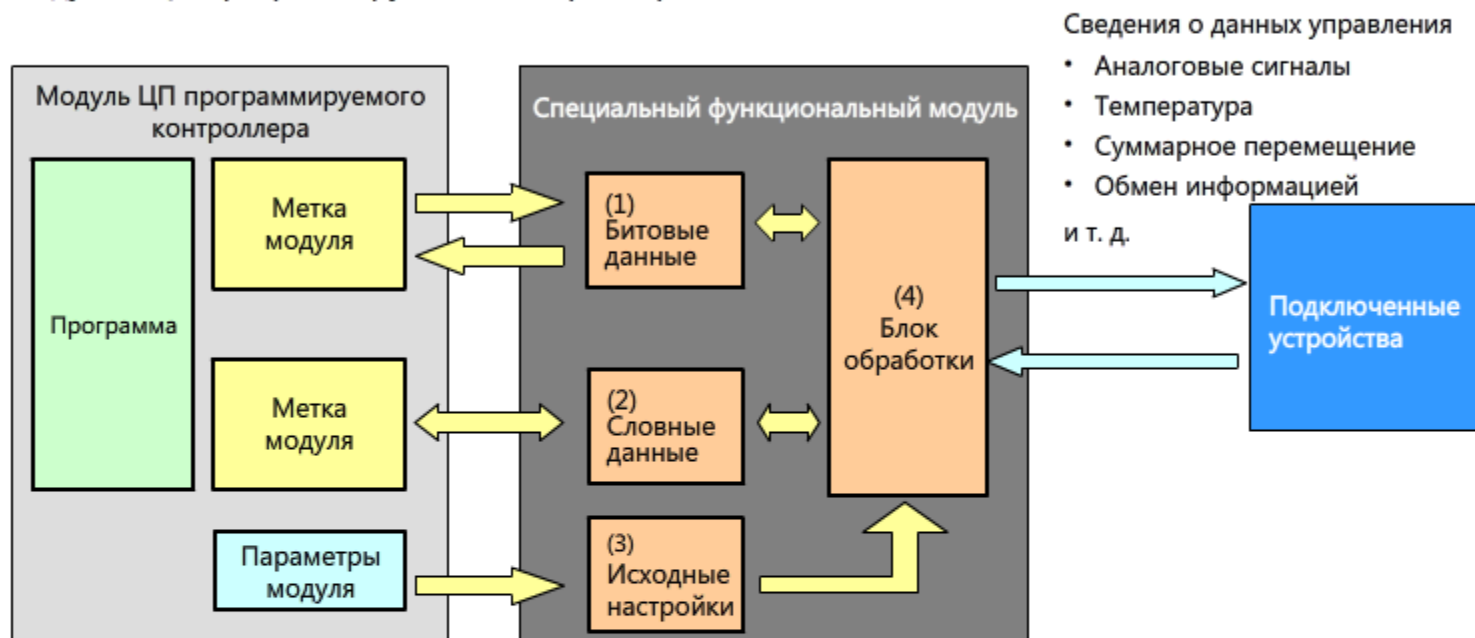 Сведения о данных управления
• Аналоговые сигналы
• Температура
• Суммарное перемещение
• Обмен информацией
и т. д.
Модуль ЦП программируемого
контроллера
Программа
Метка
модуля
Метка
модуля
Параметры
модуля
Специальный функциональный модуль
(1)
Битовые
данные
(2)
Словные
данные
(3)
Исходные
настройки
(4)
Блок
обработки
Подключенные
устройства